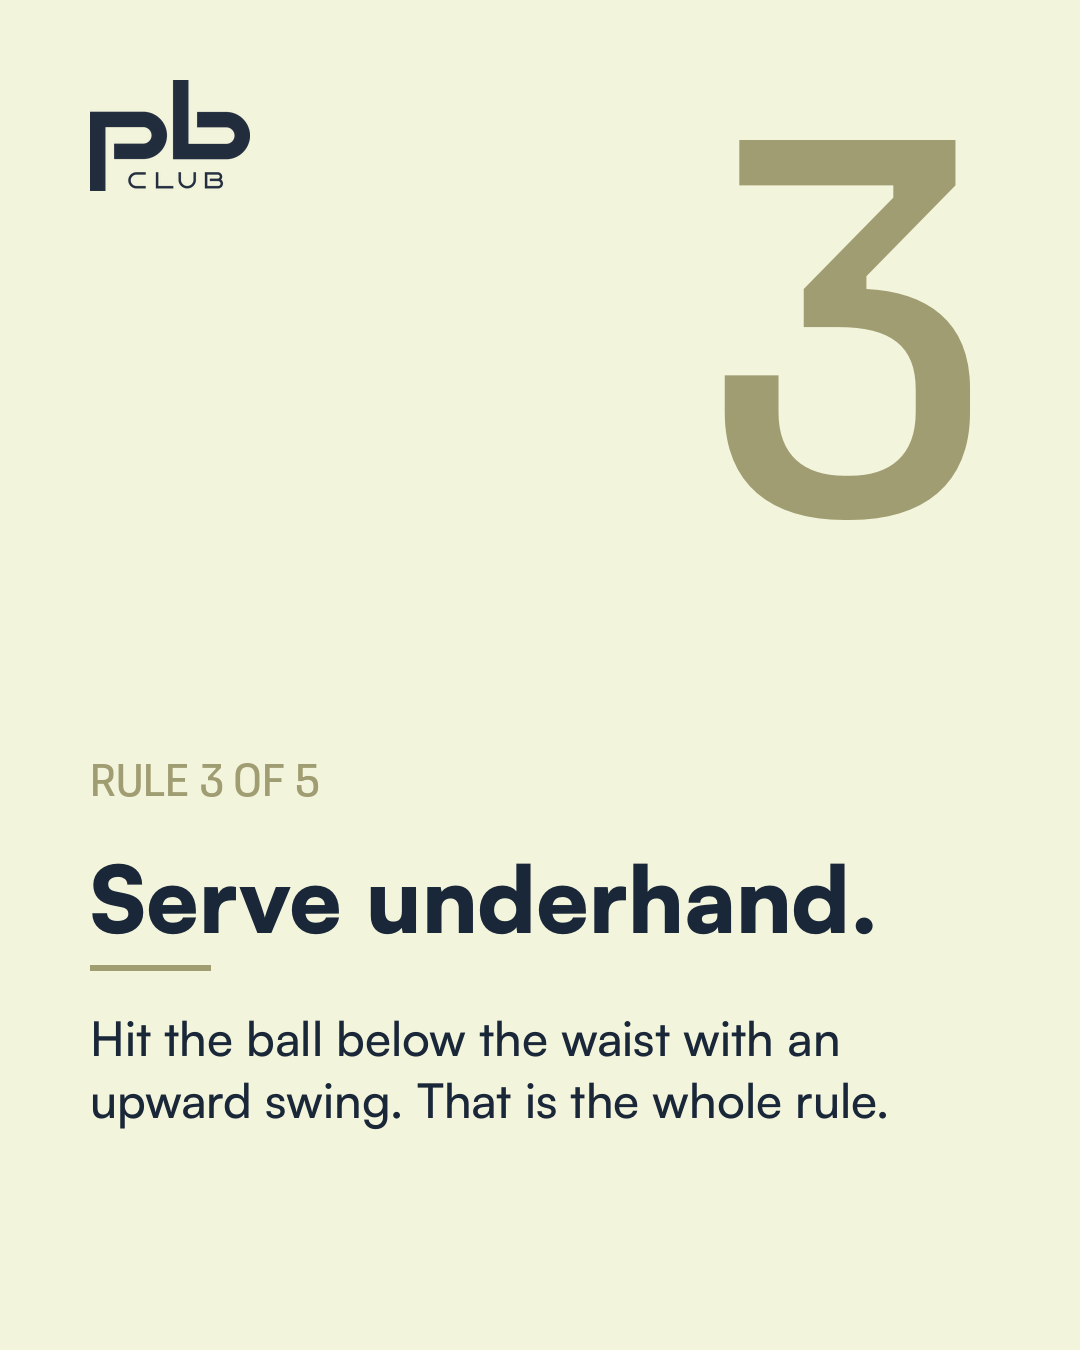 pb
CLUB
3
RULE 3 OF 5
Serve underhand.
Hit the ball below the waist with an
upward swing. That is the whole rule.